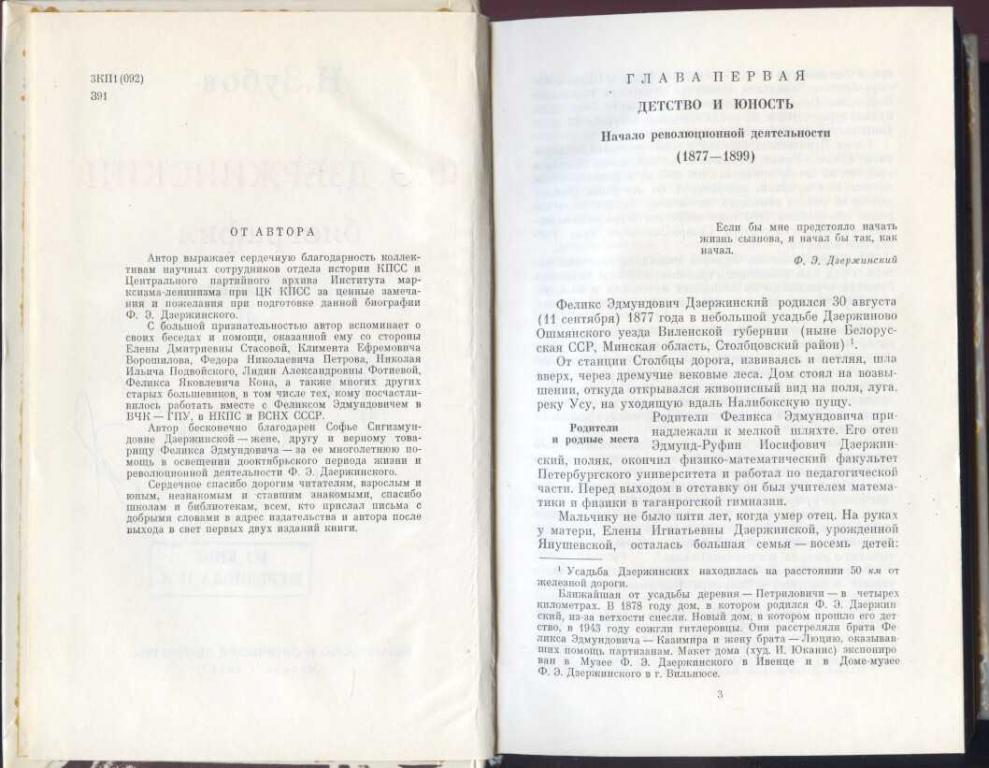 ЗКП1(092)
З91
ОТ АВТОРА
Автор выражает сердечную благодарность коллек-
тивам научных сотрудников отдела истории КПСС и
Центрального партийного архива Института марк-
ксизма-ленинизма при ЦК КПСС за ценные замеча-
ния и пожелания при подготовке данной биографии
Ф. Э. Дзержинского.
С большой признательностью автор вспоминает о
своих беседах и помощи, оказанной ему со стороны
Елены Дмитриевны Стасовой, Климента Ефремовича
Ворошилова, Федора Николаевича Петрова, Николая
Ильича Подвойского, Лидии Александровны Фотиевой,
Феликса Яковлевича Кона, а также многих других
старых большевиков, в том числе тех, кому посчастли-
вилось работать вместе с Феликсом Эдмундовичем в
ВЧК — ГПУ, в НКПС и ВСНХ СССР.
Автор бесконечно благодарен Софье Сигизмун-
довне Дзержинской — жене, другу и верному това-
рищу Феликса Эдмундовича — за ее многолетнюю по-
мощь в освещении дооктябрьского периода жизни и
революционной деятельности Ф. Э. Дзержинского.
Сердечное спасибо дорогим читателям, взрослым и
юным, незнакомым и ставшим знакомыми, спасибо
школам и библиотекам, всем, кто прислал письма с
добрыми словами в адрес издательства и автора после
выхода в свет первых двух изданий книги.
ГЛАВА ПЕРВАЯ
ДЕТСТВО И ЮНОСТЬ
Начало революционной деятельности
(1877—1899)
Если бы мне предстояло начать
жизнь сызнова, я начал бы так, как
начал.
Ф. Э. Дзержинский
Феликс Эдмундович Дзержинский родился 30 августа
(11 сентября) 1877 года в небольшой усадьбе Дзержиново
Ошмянского уезда Виленской губернии (ныне Белорус-
ская ССР, Минская область, Столбцовский район) ¹.
От станции Столбцы дорога, извиваясь и петляя, шла
вверх, через дремучие вековые леса. Дом стоял на возвы-
шении, откуда открывался живописный вид на поля, луга,
реку Усу, на уходящую вдаль Налибокскую пущу.
Родители
и родные места
Родители Феликса Эдмундовича при-
надлежали к мелкой шляхте. Его отец
Эдмунд-Руфин Иосифович Дзержин-
ский, поляк, окончил физико-математический факультет
Петербургского университета и работал по педагогической
части. Перед выходом в отставку он был учителем матема-
тики и физики в таганрогской гимназии.
Мальчику не было пяти лет, когда умер отец. На руках
у матери, Елены Игнатьевны Дзержинской, урожденной
Янушевской, осталась большая семья — восемь детей:
¹ Усадьба Дзержинских находилась на расстоянии 50 км от
железной дороги.
Ближайшая от усадьбы деревня — Петриловичи — в четырех
километрах. В 1878 году дом, в котором родился Ф. Э. Дзержин
ский, из-за ветхости снесли. Новый дом, в котором прошло его дет
ство, в 1943 году сожгли гитлеровцы. Они расстреляли брата Фе
ликса Эдмундовича — Казимира и жену брата — Люцию, оказывав-
ших помощь партизанам. Макет дома (худ. И. Юканис) экспониро
ван в Музее Ф. Э. Дзержинского в Ивенце и в Доме-музее
Ф. Э. Дзержинского в г. Вильнюсе.
3